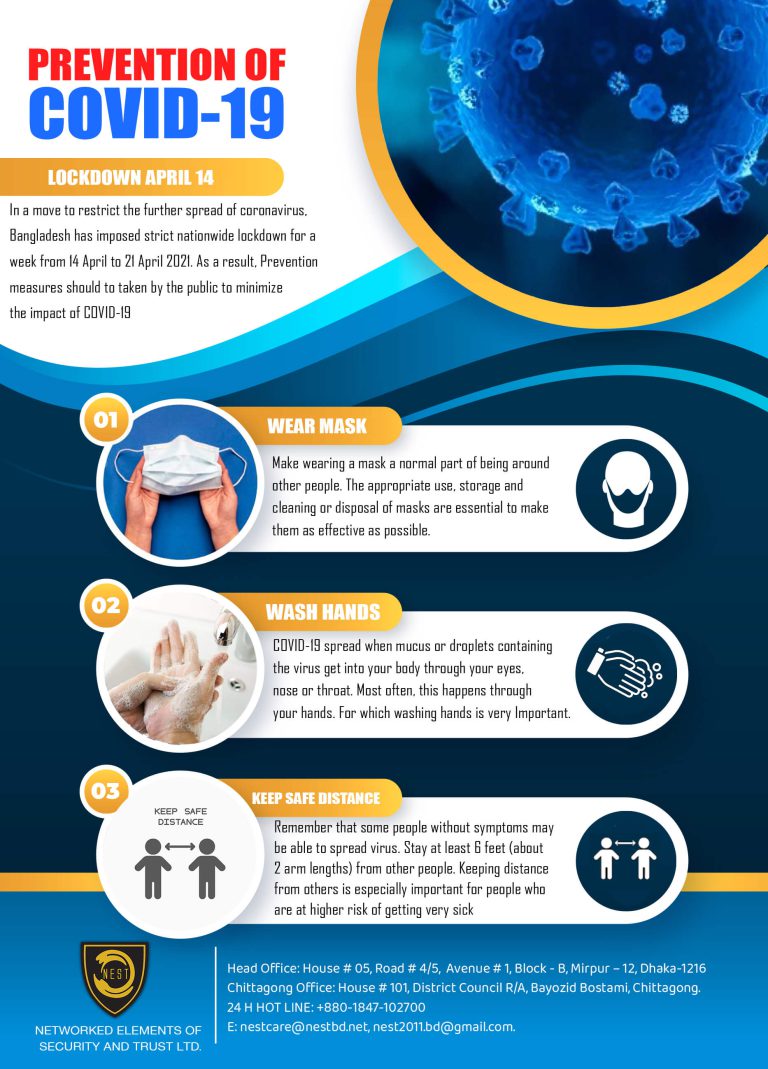 PREVENTION OF
COVID-19
LOCKDOWN APRIL 14
In a move to restrict the further spread of coronavirus,
Bangladesh has imposed strict nationwide lockdown for a
week from 14 April to 21 April 2021. As a result, Prevention
measures should to taken by the public to minimize
the impact of COVID-19
01
WEAR MASK
Make wearing a mask a normal part of being around
other people. The appropriate use, storage and
cleaning or disposal of masks are essential to make
them as effective as possible.
02
WASH HANDS
COVID-19 spread when mucus or droplets containing
the virus get into your body through your eyes,
nose or throat. Most often, this happens through
your hands. For which washing hands is very Important.
03
KEEP SAFE
DISTANCE
KEEP SAFE DISTANCE
Remember that some people without symptoms may
be able to spread virus. Stay at least 6 feet (about
2 arm lengths) from other people. Keeping distance
from others is especially important for people who
are at higher risk of getting very sick
NEST
NETWORKED ELEMENTS OF
SECURITY AND TRUST LTD.
Head Office: House # 05, Road # 4/5, Avenue # 1, Block - B, Mirpur – 12, Dhaka-1216
Chittagong Office: House # 101, District Council R/A, Bayozid Bostami, Chittagong.
24 H HOT LINE: +880-1847-102700
E: nestcare@nestbd.net, nest2011.bd@gmail.com.